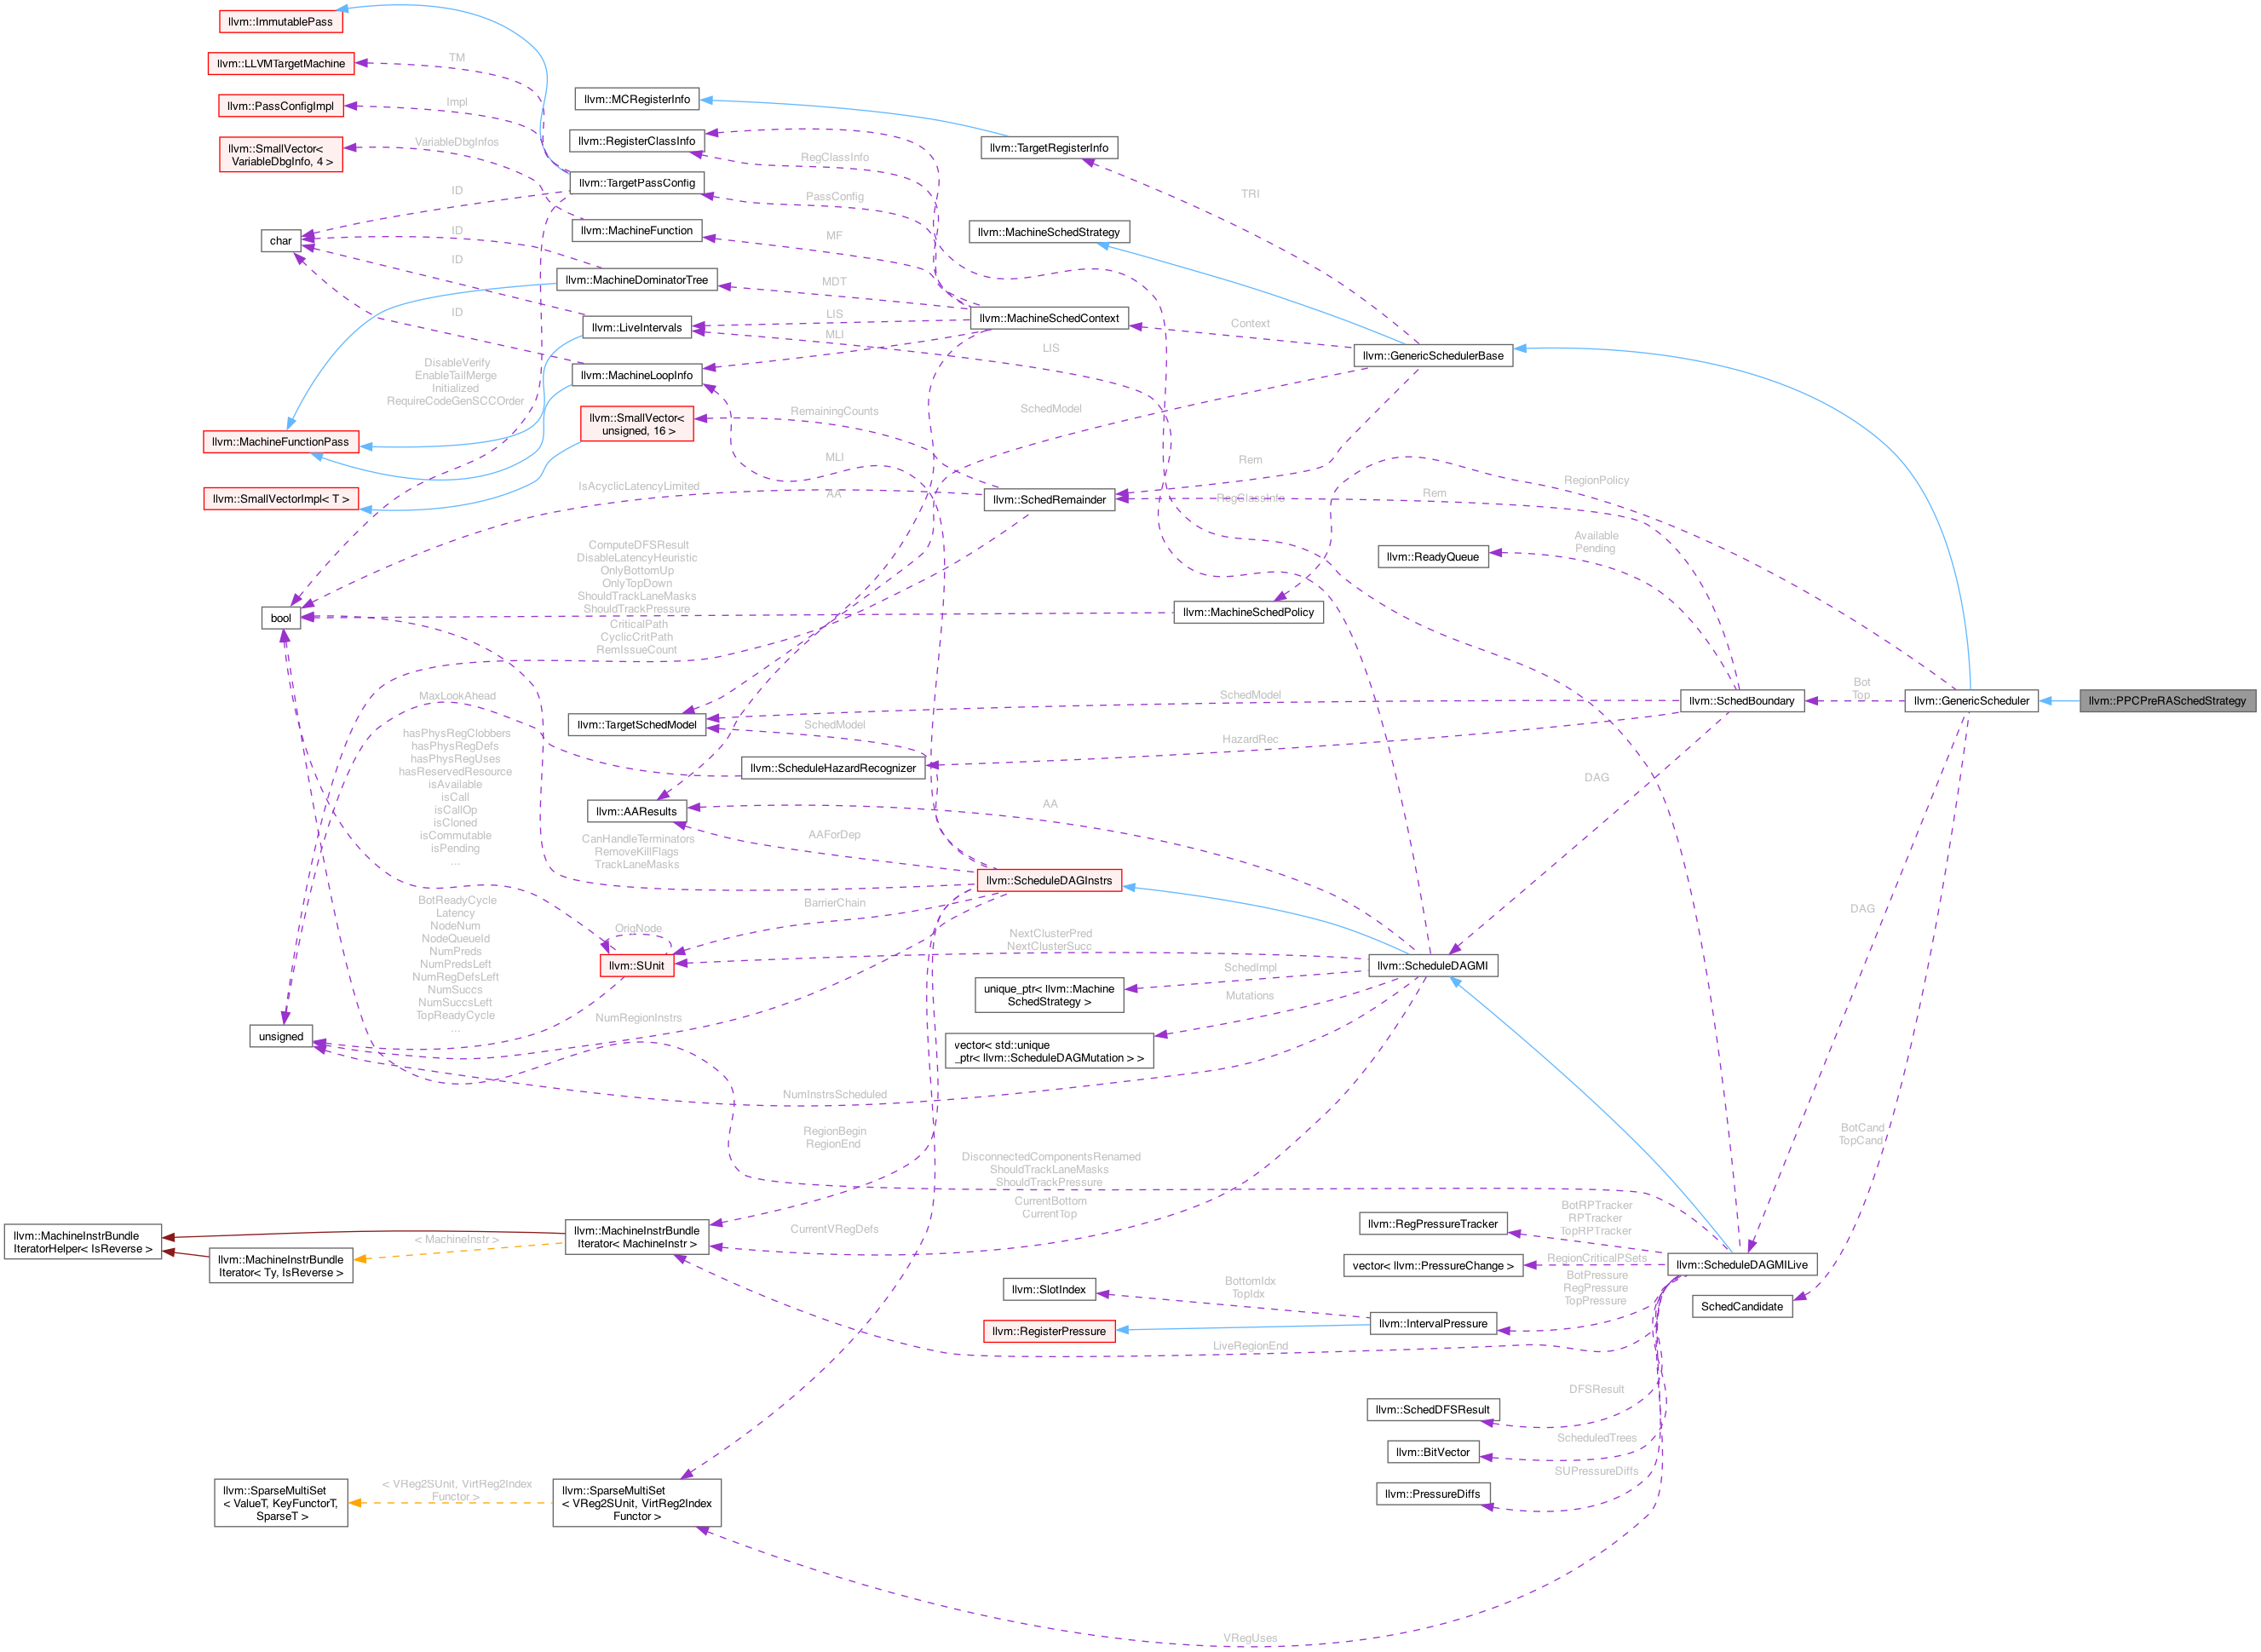 llvm::ImmutablePass
llvm::LLVMTargetMachine
TM
llvm::PassConfigImpl
Impl
llvm::MCRegisterInfo
llvm::SmallVector<
VariableDbgInfo, 4 >
VariableDbgInfos
llvm::RegisterClassInfo
RegClassInfo
llvm::TargetRegisterInfo
llvm::TargetPassConfig
ID
PassConfig
TRI
llvm::MachineFunction
MF
llvm::MachineSchedStrategy
char
ID
ID
llvm::MachineDominatorTree
MDT
ID
llvm::LiveIntervals
LIS
MLI
llvm::MachineSchedContext
Context
LIS
llvm::GenericSchedulerBase
DisableVerify
EnableTailMerge
Initialized
RequireCodeGenSCCOrder
llvm::MachineLoopInfo
llvm::SmallVector<
unsigned, 16 >
RemainingCounts
SchedModel
llvm::MachineFunctionPass
MLI
Rem
RegionPolicy
llvm::SmallVectorImpl< T >
IsAcyclicLatencyLimited
AA
llvm::SchedRemainder
RegClassInfo
Rem
ComputeDFSResult
DisableLatencyHeuristic
OnlyBottomUp
OnlyTopDown
ShouldTrackLaneMasks
ShouldTrackPressure
llvm::ReadyQueue
Available
Pending
bool
llvm::MachineSchedPolicy
CriticalPath
CyclicCritPath
RemIssueCount
MaxLookAhead
llvm::TargetSchedModel
SchedModel
SchedModel
llvm::SchedBoundary
Bot
Top
llvm::GenericScheduler
llvm::PPCPreRASchedStrategy
hasPhysRegClobbers
hasPhysRegDefs
hasPhysRegUses
hasReservedResource
isAvailable
isCall
isCallOp
isCloned
isCommutable
isPending
...
llvm::ScheduleHazardRecognizer
HazardRec
DAG
llvm::AAResults
AAForDep
AA
CanHandleTerminators
RemoveKillFlags
TrackLaneMasks
llvm::ScheduleDAGInstrs
BarrierChain
DAG
BotReadyCycle
Latency
NodeNum
NodeQueueId
NumPreds
NumPredsLeft
NumRegDefsLeft
NumSuccs
NumSuccsLeft
TopReadyCycle
...
OrigNode
llvm::SUnit
NextClusterPred
NextClusterSucc
llvm::ScheduleDAGMI
unique_ptr< llvm::Machine
SchedStrategy >
SchedImpl
Mutations
unsigned
NumRegionInstrs
vector< std::unique
_ptr< llvm::ScheduleDAGMutation > >
NumInstrsScheduled
RegionBegin
RegionEnd
BotCand
TopCand
DisconnectedComponentsRenamed
ShouldTrackLaneMasks
ShouldTrackPressure
CurrentBottom
CurrentTop
CurrentVRegDefs
llvm::MachineInstrBundle
IteratorHelper< IsReverse >
llvm::MachineInstrBundle
Iterator< Ty, IsReverse >
< MachineInstr >
llvm::MachineInstrBundle
Iterator< MachineInstr >
llvm::RegPressureTracker
BotRPTracker
RPTracker
TopRPTracker
vector< llvm::PressureChange >
RegionCriticalPSets
llvm::ScheduleDAGMILive
BotPressure
RegPressure
TopPressure
llvm::SlotIndex
BottomIdx
TopIdx
SchedCandidate
llvm::RegisterPressure
llvm::IntervalPressure
LiveRegionEnd
llvm::SchedDFSResult
DFSResult
llvm::BitVector
ScheduledTrees
llvm::PressureDiffs
SUPressureDiffs
llvm::SparseMultiSet
< ValueT, KeyFunctorT,
SparseT >
< VReg2SUnit, VirtReg2Index
Functor >
llvm::SparseMultiSet
< VReg2SUnit, VirtReg2Index
Functor >
VRegUses